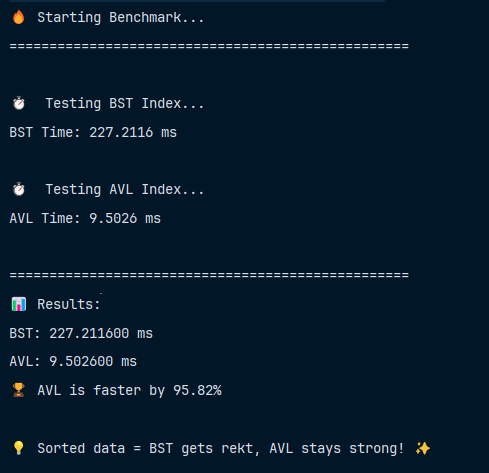 🔥 Starting Benchmark...
==================================================
⏱️  Testing BST Index...
BST Time: 227.2116 ms
⏱️  Testing AVL Index...
AVL Time: 9.5026 ms
==================================================
📊 Results:
BST: 227.211600 ms
AVL: 9.502600 ms
🏆 AVL is faster by 95.82%
💡 Sorted data = BST gets rekt, AVL stays strong! ✨